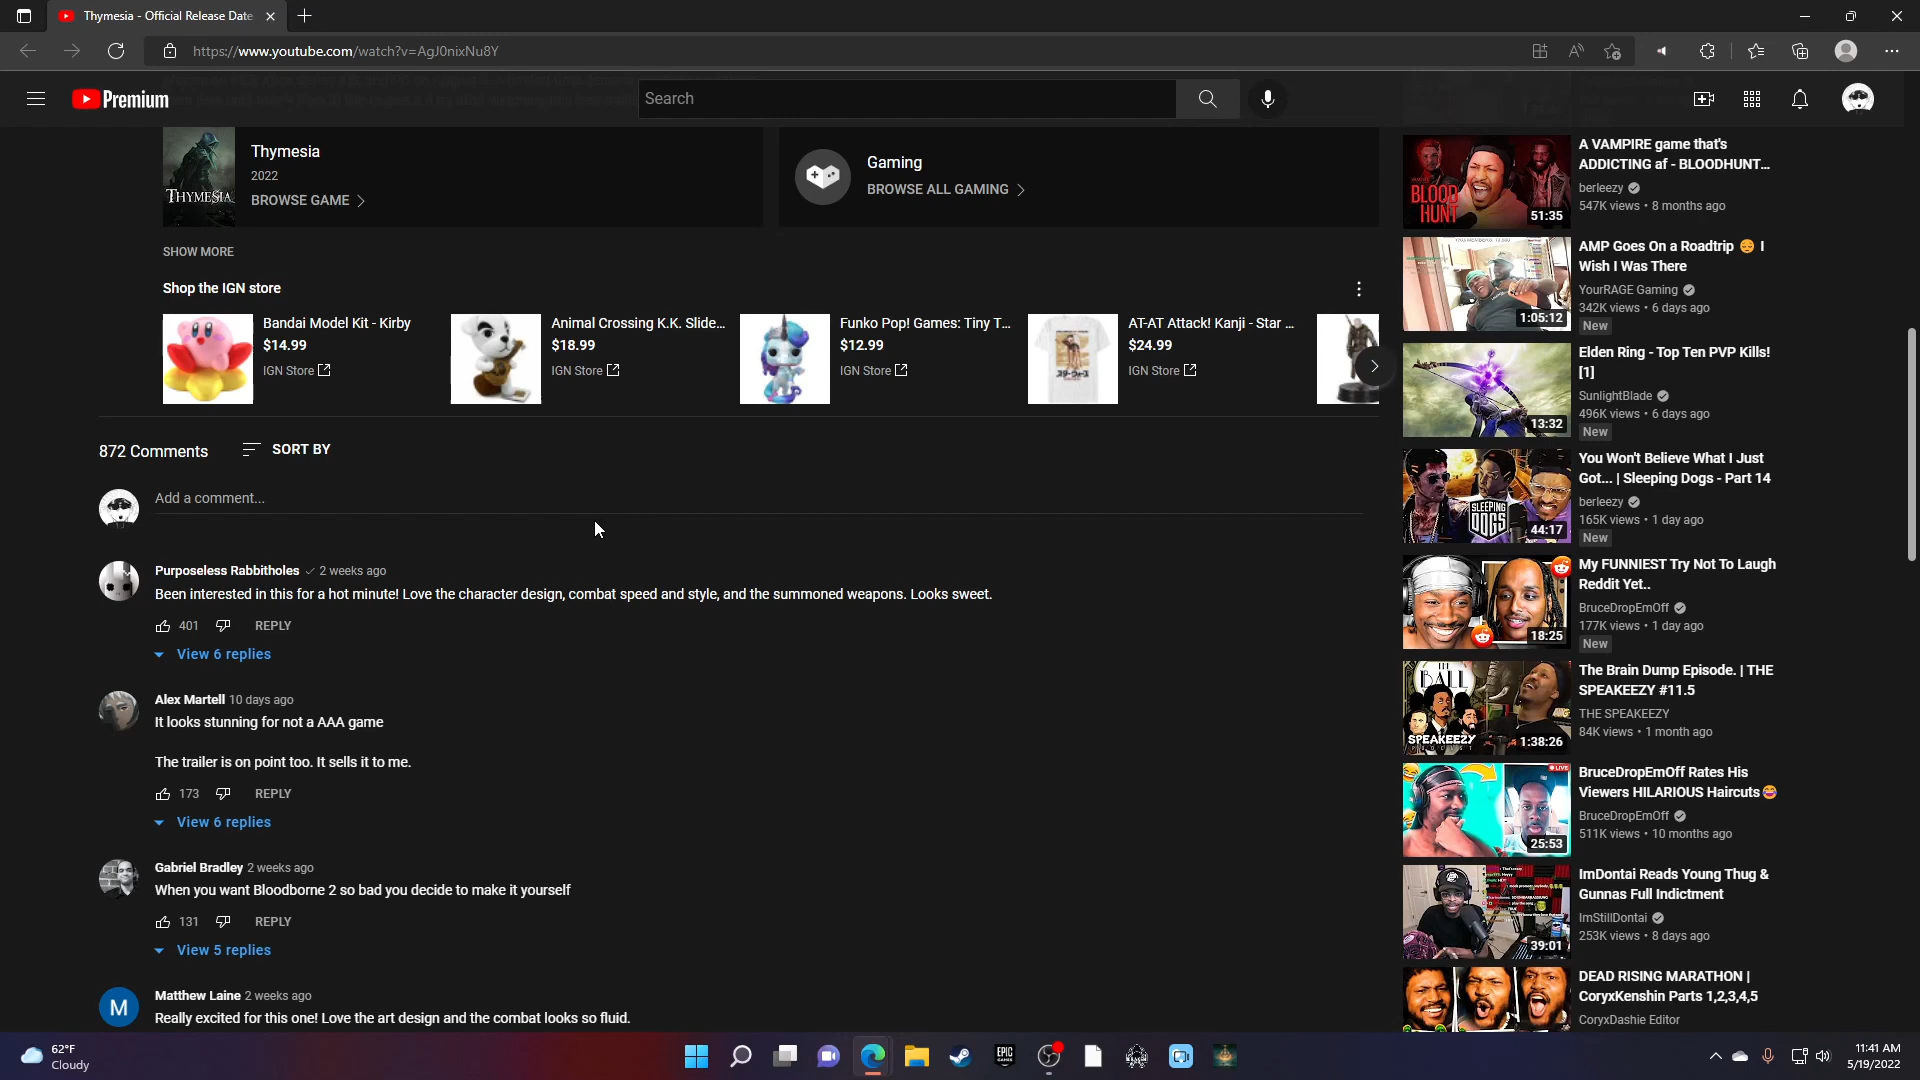 Thymesia - Official Release Date
https://www.youtube.com/watch?v=AgJ0nixNu8Y
Premium
Search
THYMESIA
Thymesia
2022
BROWSE GAME
Gaming
BROWSE ALL GAMING
SHOW MORE
Shop the IGN store
Bandai Model Kit - Kirby
$14.99
IGN Store
Animal Crossing K.K. Slide...
$18.99
IGN Store
Funko Pop! Games: Tiny T...
$12.99
IGN Store
AT-AT Attack! Kanji - Star ...
$24.99
IGN Store
872 Comments
SORT BY
Add a comment...
Purposeless Rabbitholes 2 weeks ago
Been interested in this for a hot minute! Love the character design, combat speed and style, and the summoned weapons. Looks sweet.
401
REPLY
View 6 replies
Alex Martell 10 days ago
It looks stunning for not a AAA game
The trailer is on point too. It sells it to me.
173
REPLY
View 6 replies
Gabriel Bradley 2 weeks ago
When you want Bloodborne 2 so bad you decide to make it yourself
131
REPLY
View 5 replies
M
Matthew Laine 2 weeks ago
Really excited for this one! Love the art design and the combat looks so fluid.
BLOOD
HUNT
51:35
A VAMPIRE game that's
ADDICTING af - BLOODHUNT...
berleezy
547K views • 8 months ago
1:05:12
AMP Goes On a Roadtrip 😔 I
Wish I Was There
YourRAGE Gaming
342K views • 6 days ago
New
13:32
Elden Ring - Top Ten PVP Kills!
[1]
SunlightBlade
496K views • 6 days ago
New
SLEEPING
DOGS
44:17
You Won't Believe What I Just
Got... | Sleeping Dogs - Part 14
berleezy
165K views • 1 day ago
New
18:25
My FUNNIEST Try Not To Laugh
Reddit Yet..
BruceDropEmOff
177K views • 1 day ago
New
BALL
SPEAKEEZY
PODCAST
1:38:26
The Brain Dump Episode. | THE
SPEAKEEZY #11.5
THE SPEAKEEZY
84K views • 1 month ago
LIVE
25:53
BruceDropEmOff Rates His
Viewers HILARIOUS Haircuts😂
BruceDropEmOff
511K views • 10 months ago
39:01
ImDontai Reads Young Thug &
Gunnas Full Indictment
ImStillDontai
253K views • 8 days ago
DEAD RISING MARATHON |
CoryxKenshin Parts 1,2,3,4,5
CoryxDashie Editor
62°F
Cloudy
EPIC
GAMES
11:41 AM
5/19/2022